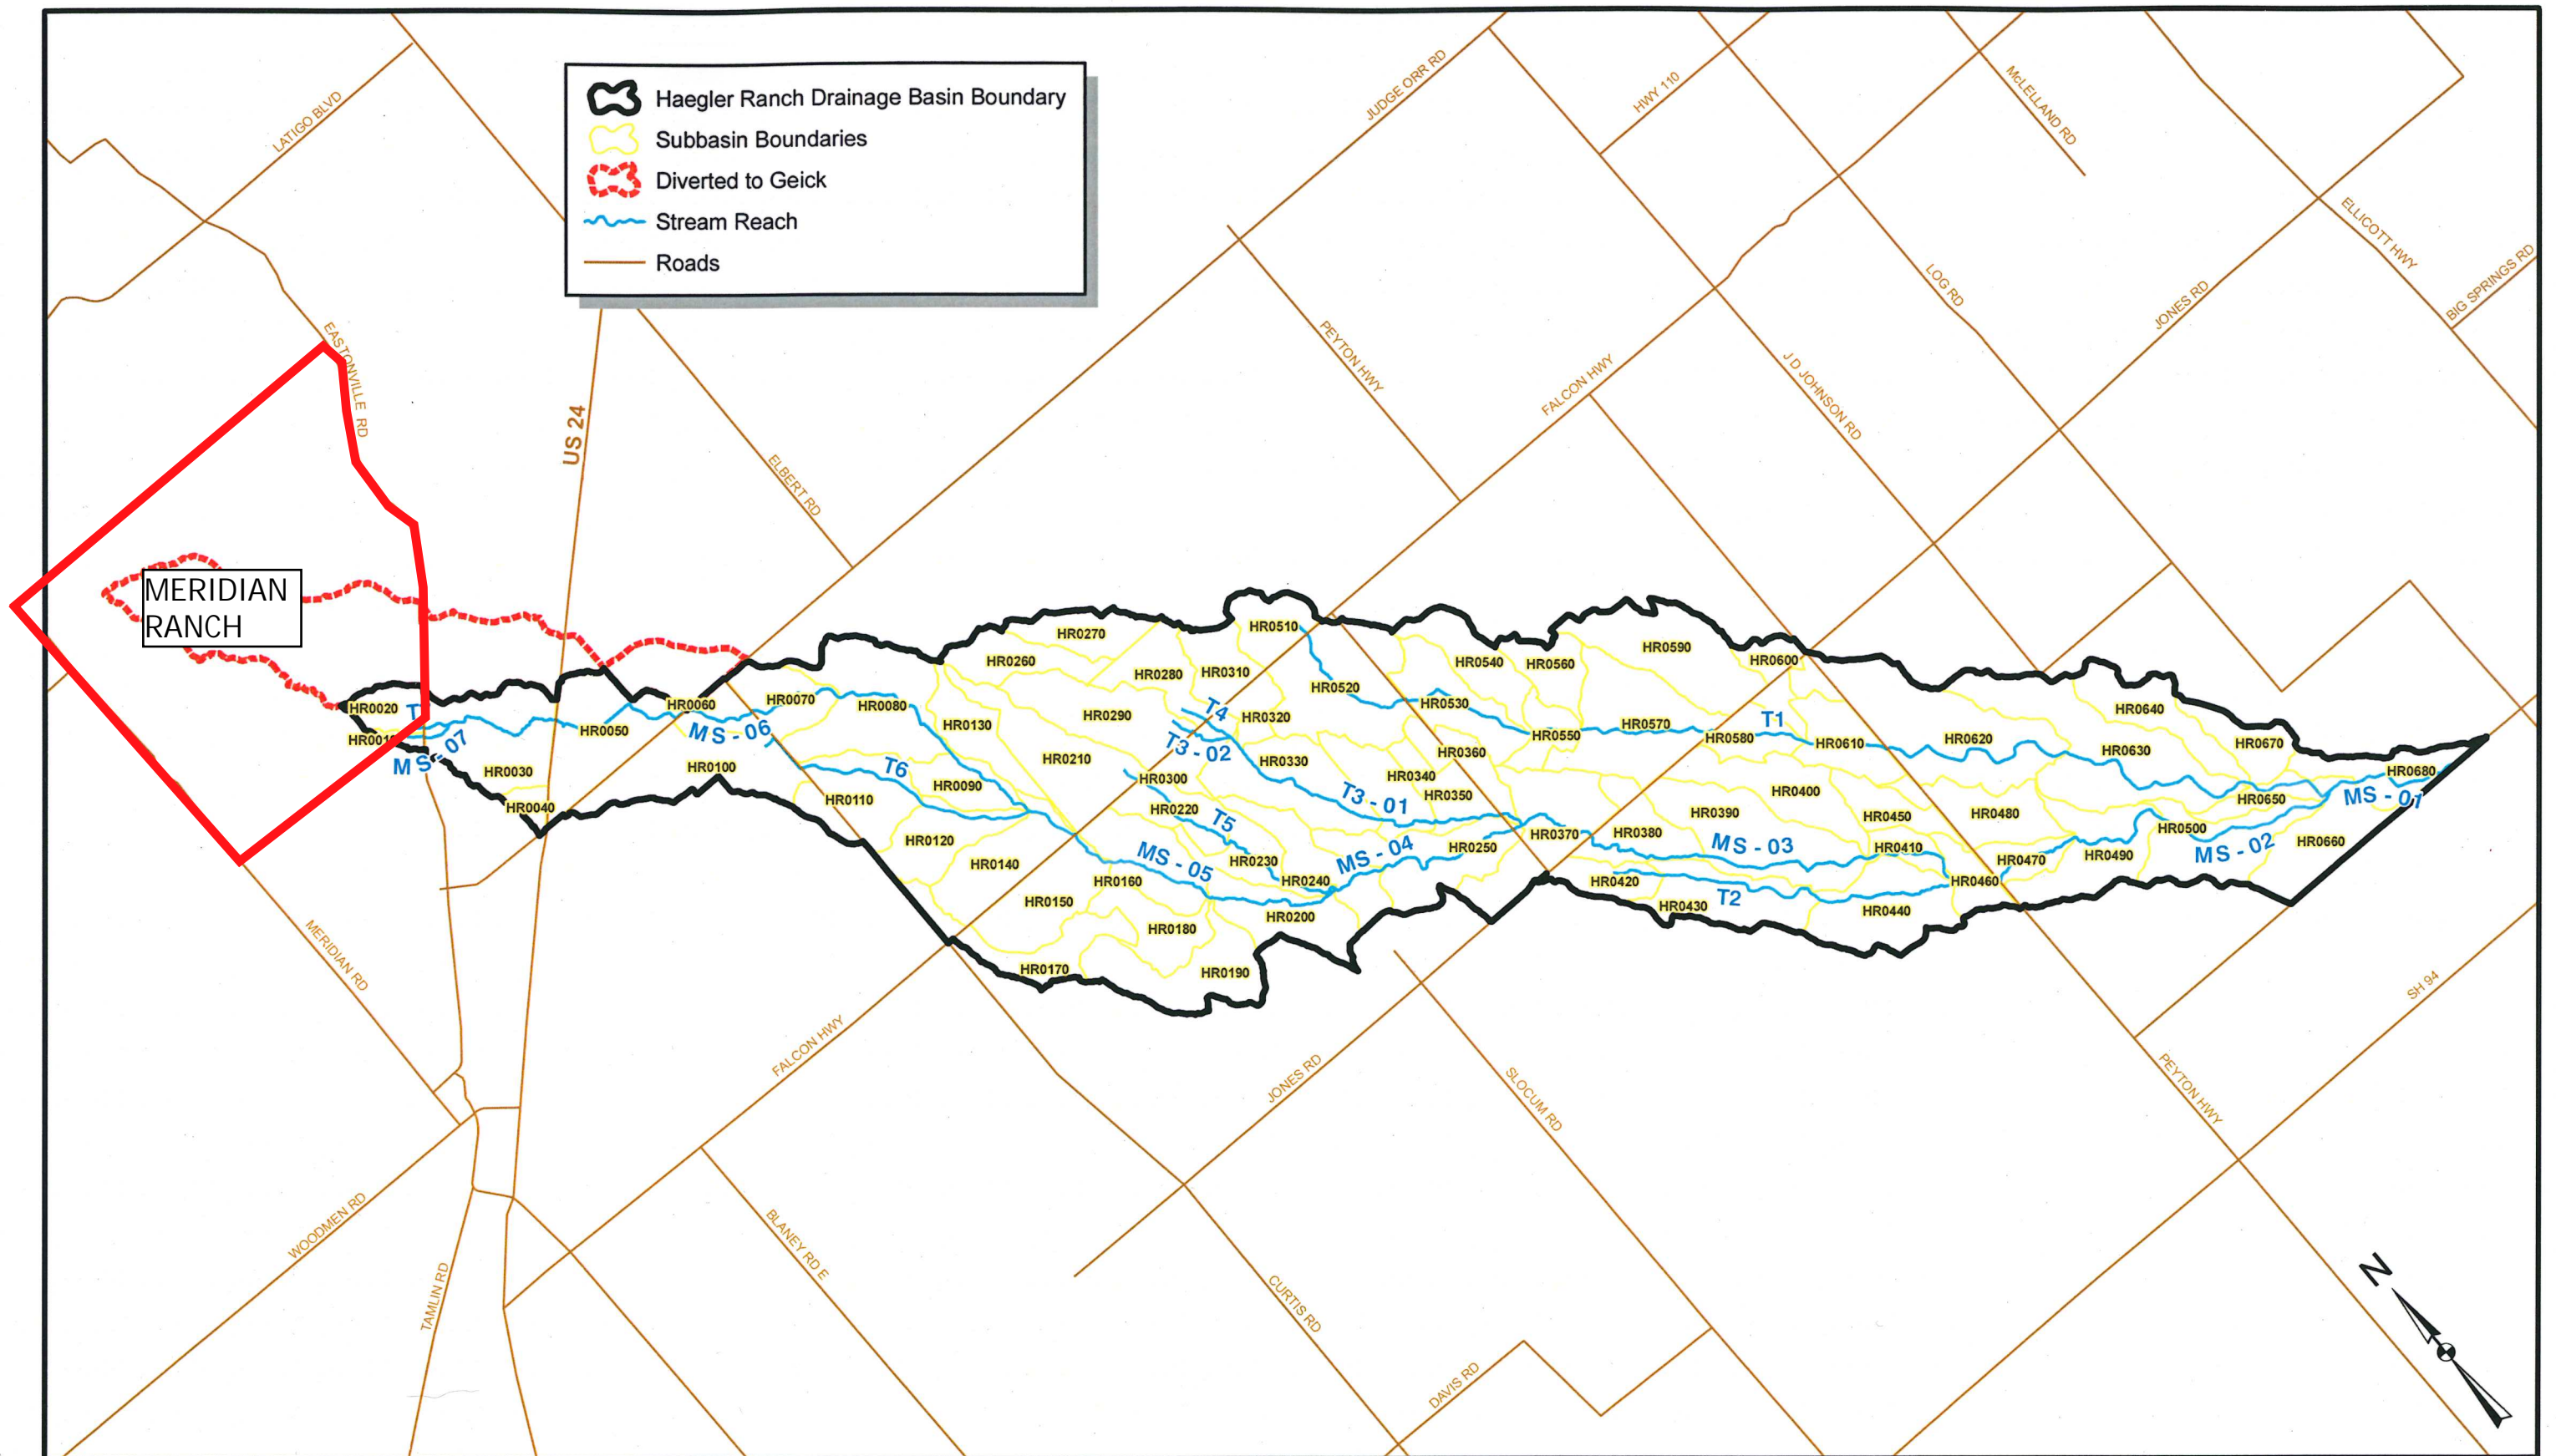 Haegler Ranch Drainage Basin Boundary
Subbasin Boundaries
Diverted to Geick
Stream Reach
Roads
LATIGO BLVD
JUDGE ORR RD
HWY 110
McLELLAND RD
ELLICOTT HWY
BIG SPRINGS RD
LOG RD
JONES RD
EASTONVILLE RD
US 24
ELBERT RD
PEYTON HWY
FALCON HWY
J D JOHNSON RD
MERIDIAN
RANCH
HR0510
HR0270
HR0260
HR0280
HR0310
HR0540
HR0560
HR0590
HR0600
HR0520
HR0530
HR0020
T
HR0060
HR0070
HR0080
HR0050
MS - 06
HR0130
HR0290
T4
HR0320
T3 - 02
HR0550
HR0570
T1
HR0580
HR0610
HR0620
HR0640
HR0630
HR0670
MS - 07
HR0030
HR0040
HR0100
T6
HR0090
HR0110
HR0120
HR0140
HR0210
HR0300
HR0330
HR0360
HR0340
HR0350
T3 - 01
HR0220
T5
HR0230
HR0240
MS - 04
HR0250
HR0370
HR0380
HR0390
HR0400
HR0450
HR0480
HR0410
MS - 03
HR0680
MS - 01
HR0650
HR0500
MS - 02
HR0660
HR0490
HR0470
HR0460
HR0420
T2
HR0430
HR0440
MS - 05
HR0160
HR0150
HR0180
HR0200
HR0170
HR0190
MERIDIAN RD
FALCON HWY
JONES RD
SLOCUM RD
SH 94
PEYTON HWY
WOODMEN RD
TAMLIN RD
BLANEY RD E
CURTIS RD
DAVIS RD
N